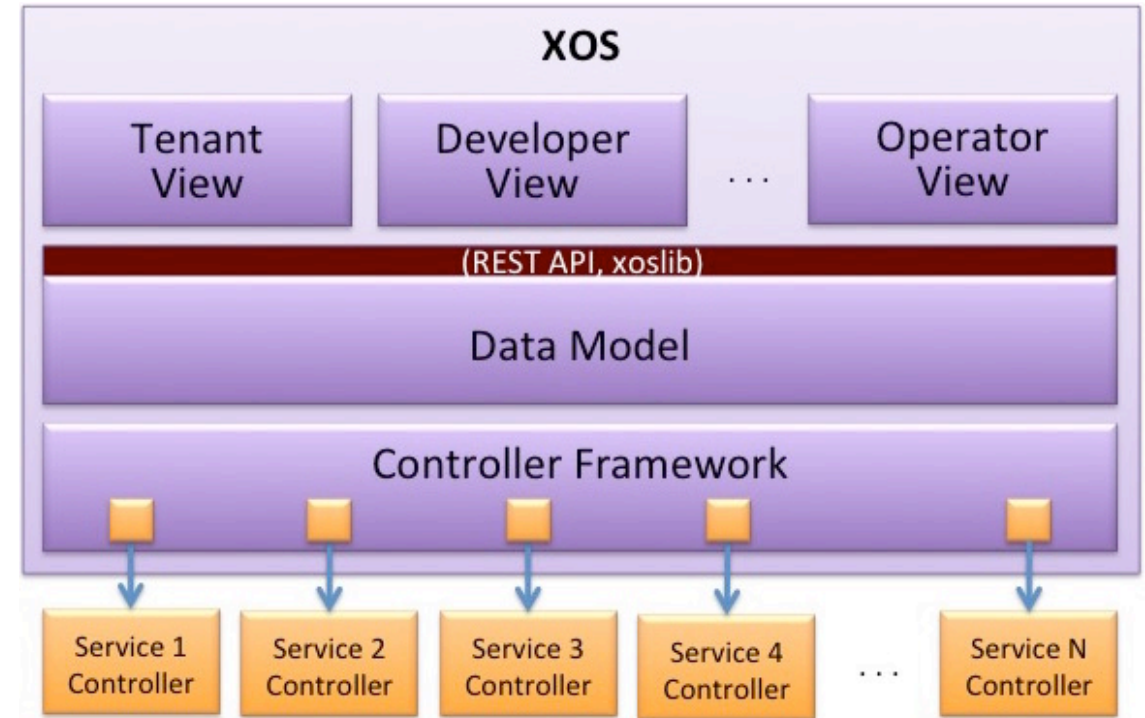 XOS
Tenant
View
Developer
View
. . .
Operator
View
(REST API, xoslib)
Data Model
Controller Framework
Service 1
Controller
Service 2
Controller
Service 3
Controller
Service 4
Controller
. . .
Service N
Controller